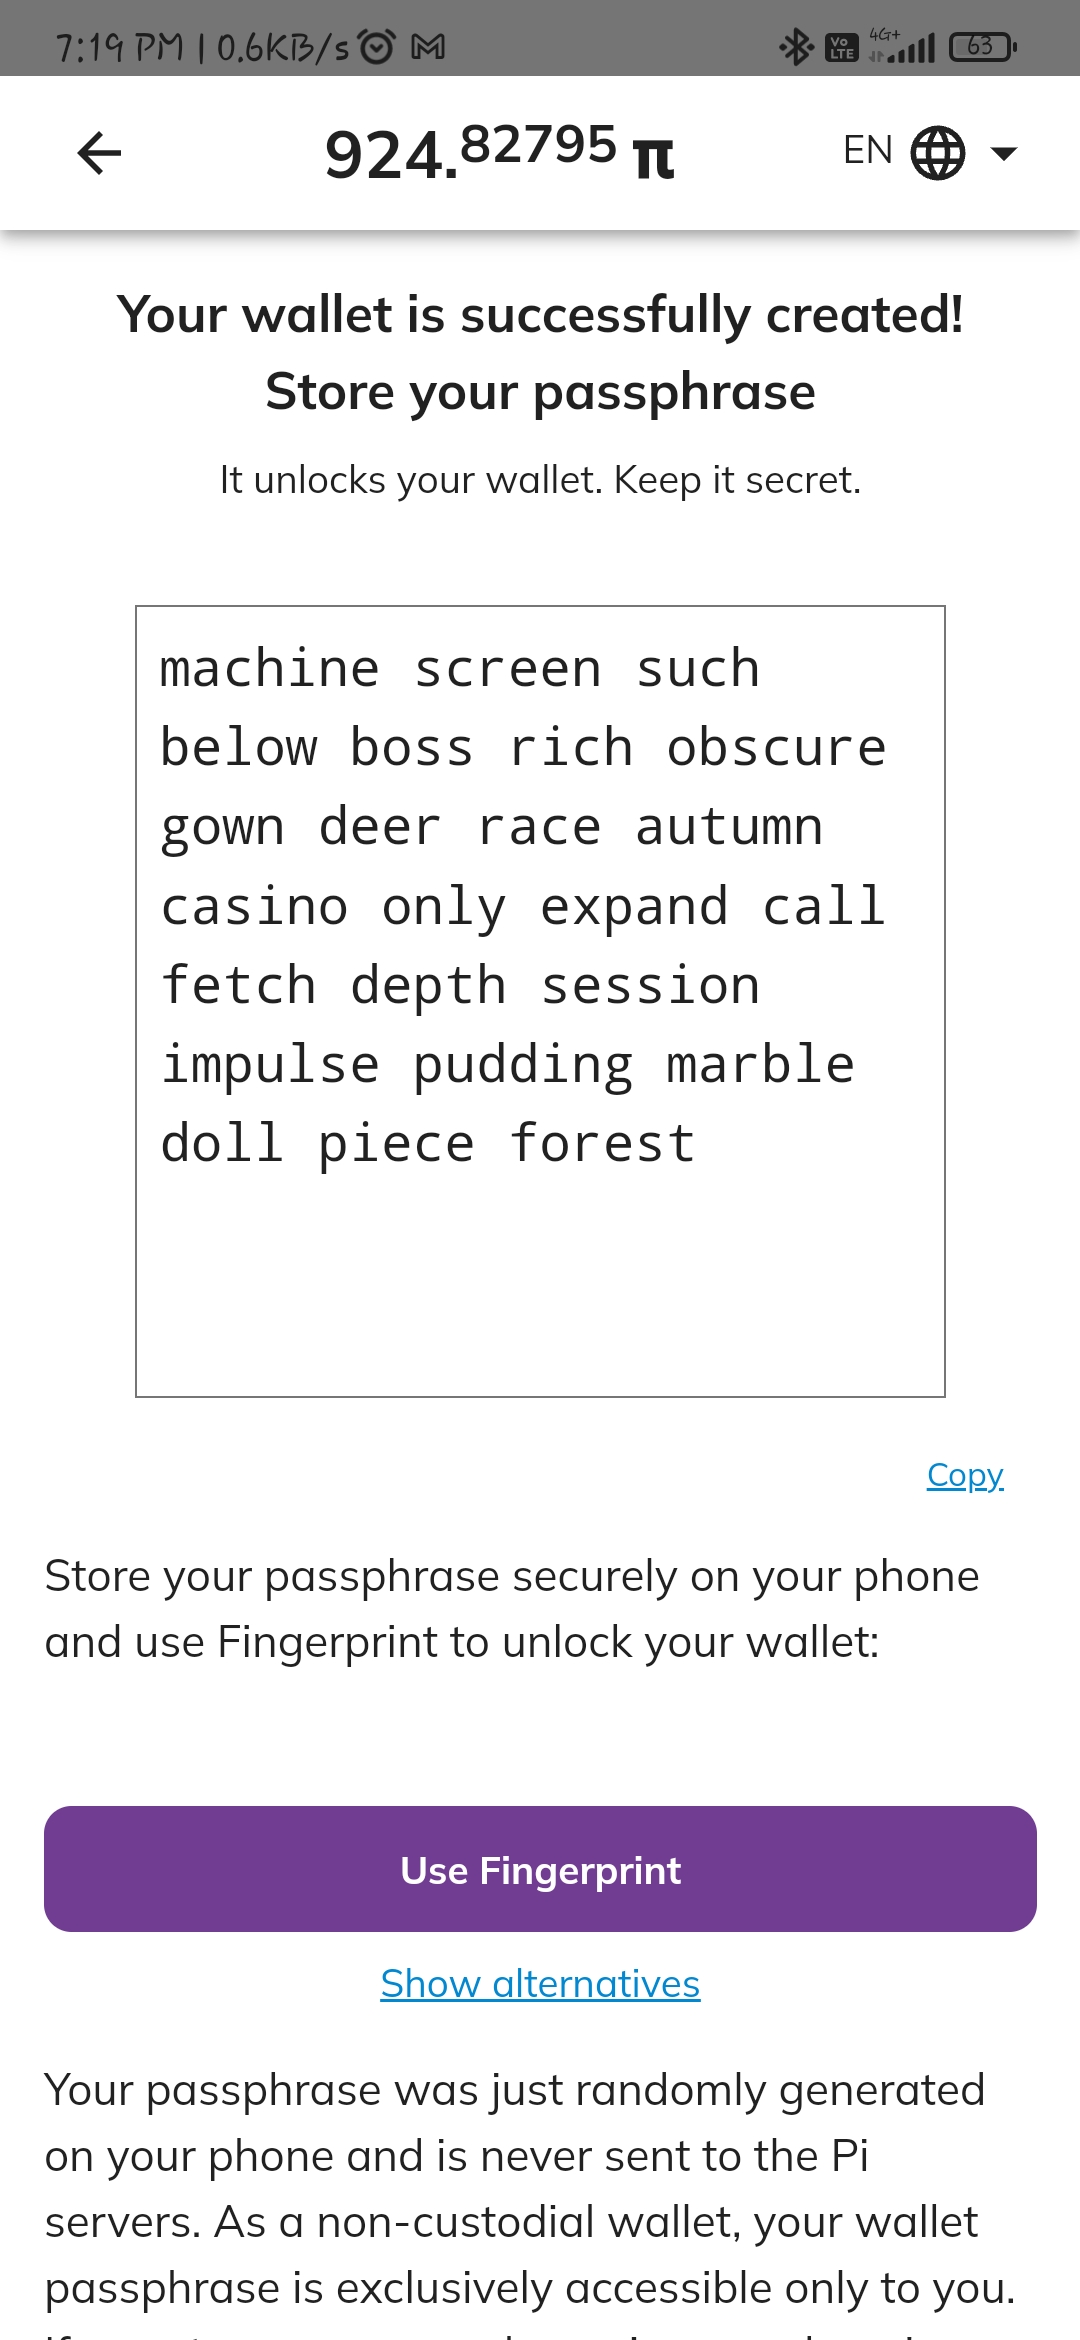 7:19 PM | 0.6KB/s
Vo LTE 4G+ 63
924.82795 π
EN
Your wallet is successfully created!
Store your passphrase
It unlocks your wallet. Keep it secret.
machine screen such
below boss rich obscure
gown deer race autumn
casino only expand call
fetch depth session
impulse pudding marble
doll piece forest
Copy
Store your passphrase securely on your phone
and use Fingerprint to unlock your wallet:
Use Fingerprint
Show alternatives
Your passphrase was just randomly generated
on your phone and is never sent to the Pi
servers. As a non-custodial wallet, your wallet
passphrase is exclusively accessible only to you.